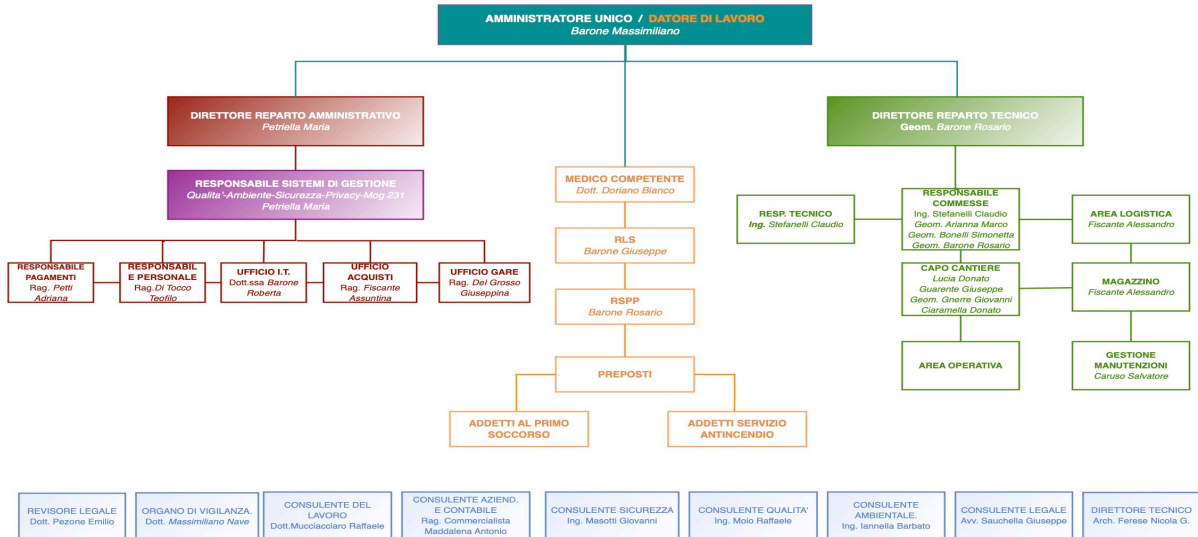 AMMINISTRATORE UNICO / DATORE DI LAVORO
Barone Massimiliano
DIRETTORE REPARTO AMMINISTRATIVO
Petriella Maria
DIRETTORE REPARTO TECNICO
Geom. Barone Rosario
RESPONSABILE SISTEMI DI GESTIONE
Qualita'-Ambiente-Sicurezza-Privacy-Mog 231
Petriella Maria
RESPONSABILE
PAGAMENTI
Rag. Petti
Adriana
RESPONSABIL
E PERSONALE
Rag.Di Tocco
Teofilo
UFFICIO I.T.
Dott.ssa Barone
Roberta
UFFICIO
ACQUISTI
Rag. Fiscante
Assuntina
UFFICIO GARE
Rag. Del Grosso
Giuseppina
MEDICO COMPETENTE
Dott. Doriano Bianco
RLS
Barone Giuseppe
RSPP
Barone Rosario
PREPOSTI
ADDETTI AL PRIMO
SOCCORSO
ADDETTI SERVIZIO
ANTINCENDIO
RESP. TECNICO
Ing. Stefanelli Claudio
RESPONSABILE
COMMESSE
Ing. Stefanelli Claudio
Geom. Arianna Marco
Geom. Bonelli Simonetta
Geom. Barone Rosario
AREA LOGISTICA
Fiscante Alessandro
CAPO CANTIERE
Lucia Donato
Guarente Giuseppe
Geom. Gnerre Giovanni
Ciaramella Donato
MAGAZZINO
Fiscante Alessandro
AREA OPERATIVA
GESTIONE
MANUTENZIONI
Caruso Salvatore
REVISORE LEGALE
Dott. Pezone Emilio
ORGANO DI VIGILANZA.
Dott. Massimiliano Nave
CONSULENTE DEL
LAVORO
Dott.Mucciacciaro Raffaele
CONSULENTE AZIEND.
E CONTABILE
Rag. Commercialista
Maddalena Antonio
CONSULENTE SICUREZZA
Ing. Masotti Giovanni
CONSULENTE QUALITA'
Ing. Moio Raffaele
CONSULENTE
AMBIENTALE.
Ing. Iannella Barbato
CONSULENTE LEGALE
Avv. Sauchella Giuseppe
DIRETTORE TECNICO
Arch. Ferese Nicola G.